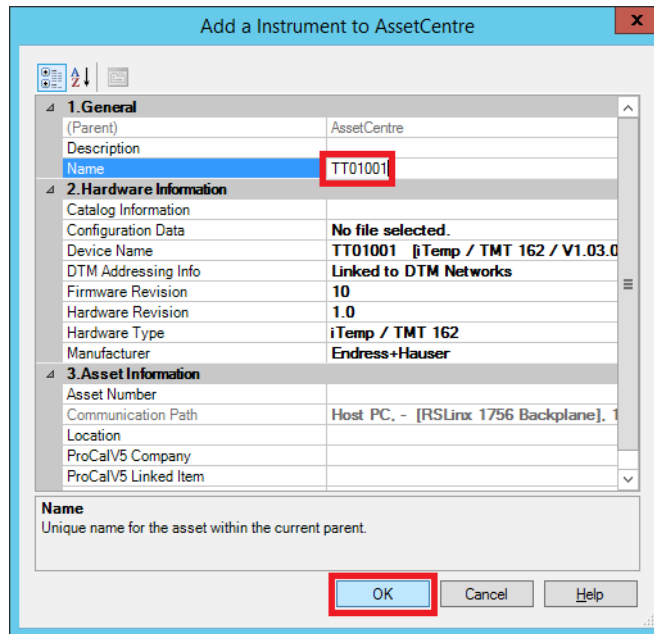 Add a Instrument to AssetCentre
x
1.General
(Parent) AssetCentre
Description
Name TT01001
2.Hardware Information
Catalog Information
Configuration Data No file selected.
Device Name TT01001 [iTemp / TMT 162 / V1.03.0
DTM Addressing Info Linked to DTM Networks
Firmware Revision 10
Hardware Revision 1.0
Hardware Type iTemp / TMT 162
Manufacturer Endress+Hauser
3.Asset Information
Asset Number
Communication Path Host PC, - [RSLinx 1756 Backplane], 1
Location
ProCalV5 Company
ProCalV5 Linked Item
Name
Unique name for the asset within the current parent.
OK Cancel Help